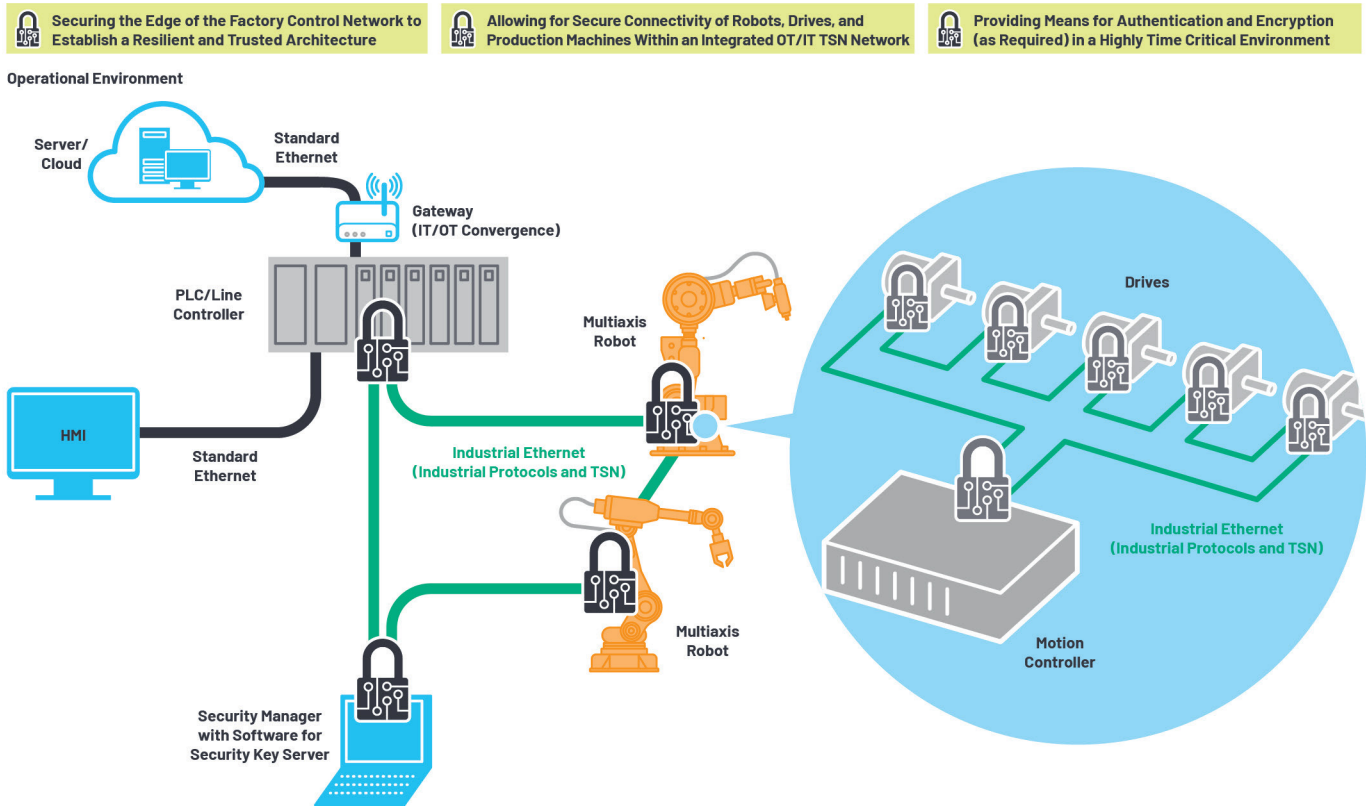 Securing the Edge of the Factory Control Network to
Establish a Resilient and Trusted Architecture
Allowing for Secure Connectivity of Robots, Drives, and
Production Machines Within an Integrated OT/IT TSN Network
Providing Means for Authentication and Encryption
(as Required) in a Highly Time Critical Environment
Operational Environment
Server/
Cloud
Standard
Ethernet
Gateway
(IT/OT Convergence)
PLC/Line
Controller
Multiaxis
Robot
Drives
HMI
Standard
Ethernet
Industrial Ethernet
(Industrial Protocols and TSN)
Industrial Ethernet
(Industrial Protocols and TSN)
Multiaxis
Robot
Motion
Controller
Security Manager
with Software for
Security Key Server